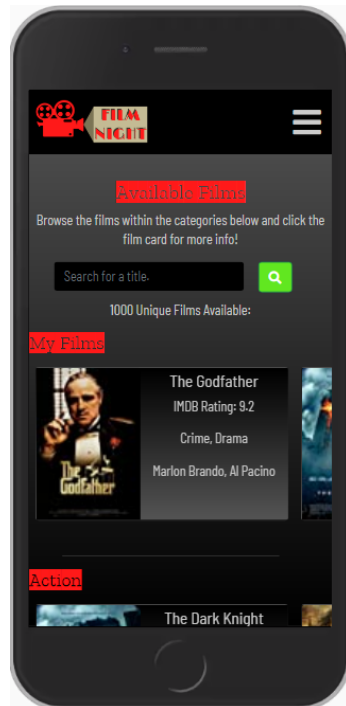 FILM
NIGHT
Available Films
Browse the films within the categories below and click the
film card for more info!
Search for a title.
1000 Unique Films Available:
My Films
The Godfather
IMDB Rating: 9.2
Crime, Drama
Marlon Brando, Al Pacino
The
Godfather
Action
The Dark Knight